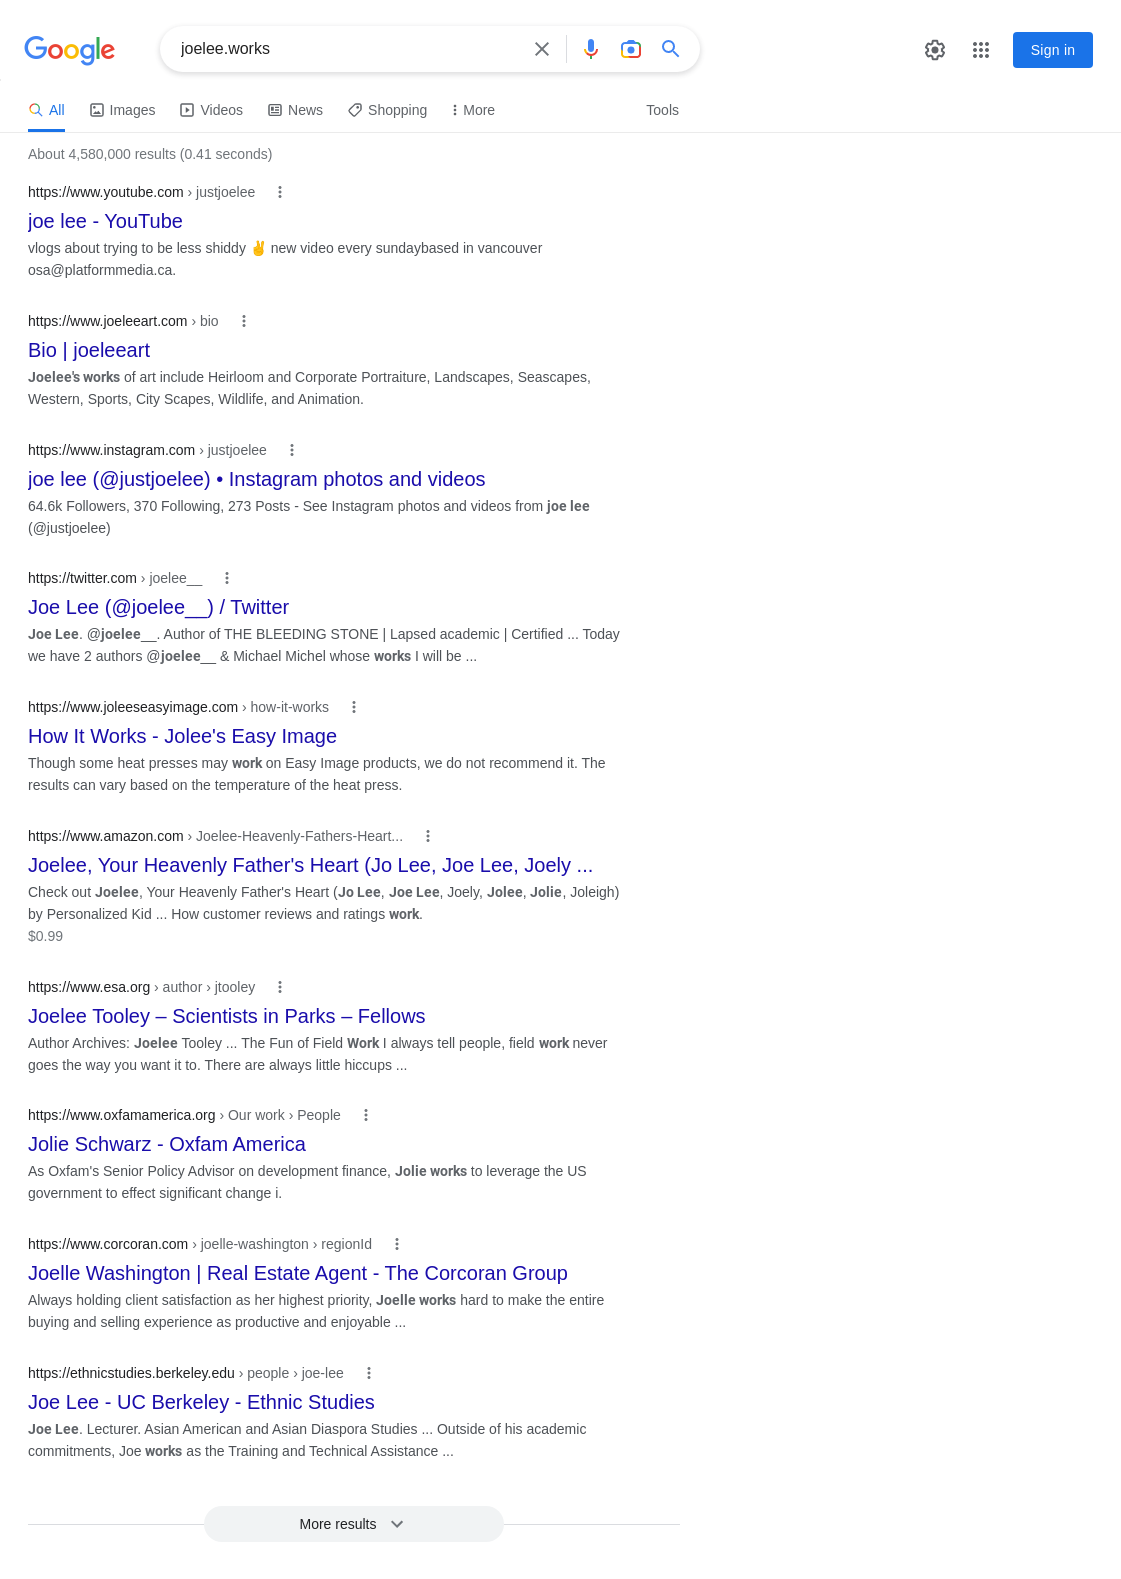 Google
joelee.works
Sign in
All
Images
Videos
News
Shopping
More
Tools
About 4,580,000 results (0.41 seconds)
https://www.youtube.com › justjoelee
joe lee - YouTube
vlogs about trying to be less shiddy ✌ new video every sundaybased in vancouver
osa@platformmedia.ca.
https://www.joeleeart.com › bio
Bio | joeleeart
Joelee's works of art include Heirloom and Corporate Portraiture, Landscapes, Seascapes,
Western, Sports, City Scapes, Wildlife, and Animation.
https://www.instagram.com › justjoelee
joe lee (@justjoelee) • Instagram photos and videos
64.6k Followers, 370 Following, 273 Posts - See Instagram photos and videos from joe lee
(@justjoelee)
https://twitter.com › joelee__
Joe Lee (@joelee__) / Twitter
Joe Lee. @joelee__. Author of THE BLEEDING STONE | Lapsed academic | Certified ... Today
we have 2 authors @joelee__ & Michael Michel whose works I will be ...
https://www.joleeseasyimage.com › how-it-works
How It Works - Jolee's Easy Image
Though some heat presses may work on Easy Image products, we do not recommend it. The
results can vary based on the temperature of the heat press.
https://www.amazon.com › Joelee-Heavenly-Fathers-Heart...
Joelee, Your Heavenly Father's Heart (Jo Lee, Joe Lee, Joely ...
Check out Joelee, Your Heavenly Father's Heart (Jo Lee, Joe Lee, Joely, Jolee, Jolie, Joleigh)
by Personalized Kid ... How customer reviews and ratings work.
$0.99
https://www.esa.org › author › jtooley
Joelee Tooley – Scientists in Parks – Fellows
Author Archives: Joelee Tooley ... The Fun of Field Work I always tell people, field work never
goes the way you want it to. There are always little hiccups ...
https://www.oxfamamerica.org › Our work › People
Jolie Schwarz - Oxfam America
As Oxfam's Senior Policy Advisor on development finance, Jolie works to leverage the US
government to effect significant change i.
https://www.corcoran.com › joelle-washington › regionId
Joelle Washington | Real Estate Agent - The Corcoran Group
Always holding client satisfaction as her highest priority, Joelle works hard to make the entire
buying and selling experience as productive and enjoyable ...
https://ethnicstudies.berkeley.edu › people › joe-lee
Joe Lee - UC Berkeley - Ethnic Studies
Joe Lee. Lecturer. Asian American and Asian Diaspora Studies ... Outside of his academic
commitments, Joe works as the Training and Technical Assistance ...
More results